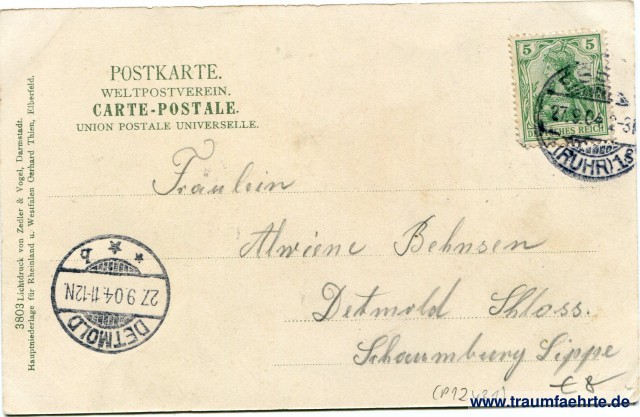 POSTKARTE.
WELTPOSTVEREIN.
CARTE-POSTALE.
UNION POSTALE UNIVERSELLE.
5 5
DEUTSCHES REICH
27.9.04
(RUHR) 1.
Fräulein
Alwiene Behnsen
Detmold Schloss.
Schaumburg Lippe
b
27.9.04.11-12N.
DETMOLD
3803 Lichtdruck von Zedler & Vogel, Darmstadt.
Hauptniederlage für Rheinland u. Westfalen Gerhard Thien, Elberfeld.
www.traumfaehrte.de